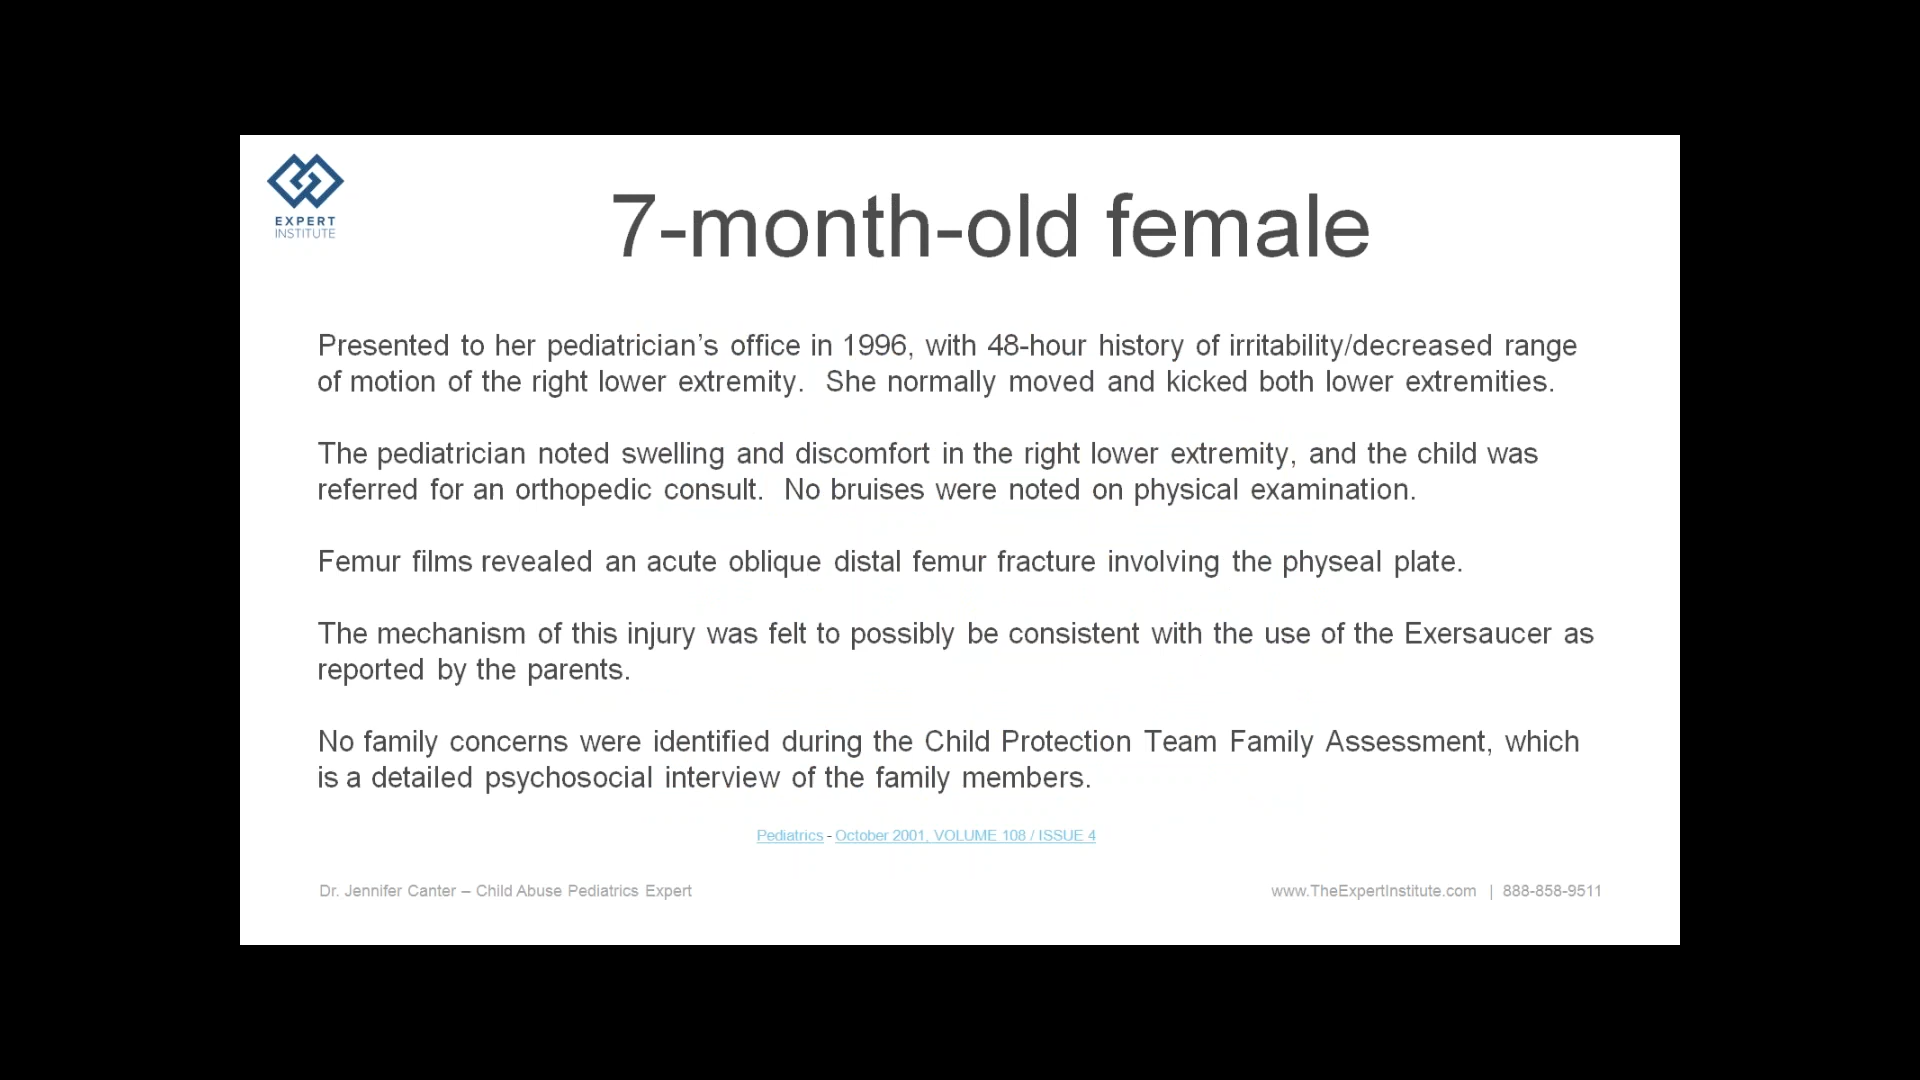 EXPERT
INSTITUTE
7-month-old female
Presented to her pediatrician’s office in 1996, with 48-hour history of irritability/decreased range
of motion of the right lower extremity. She normally moved and kicked both lower extremities.
The pediatrician noted swelling and discomfort in the right lower extremity, and the child was
referred for an orthopedic consult. No bruises were noted on physical examination.
Femur films revealed an acute oblique distal femur fracture involving the physeal plate.
The mechanism of this injury was felt to possibly be consistent with the use of the Exersaucer as
reported by the parents.
No family concerns were identified during the Child Protection Team Family Assessment, which
is a detailed psychosocial interview of the family members.
Pediatrics - October 2001, VOLUME 108 / ISSUE 4
Dr. Jennifer Canter – Child Abuse Pediatrics Expert
www.TheExpertInstitute.com | 888-858-9511